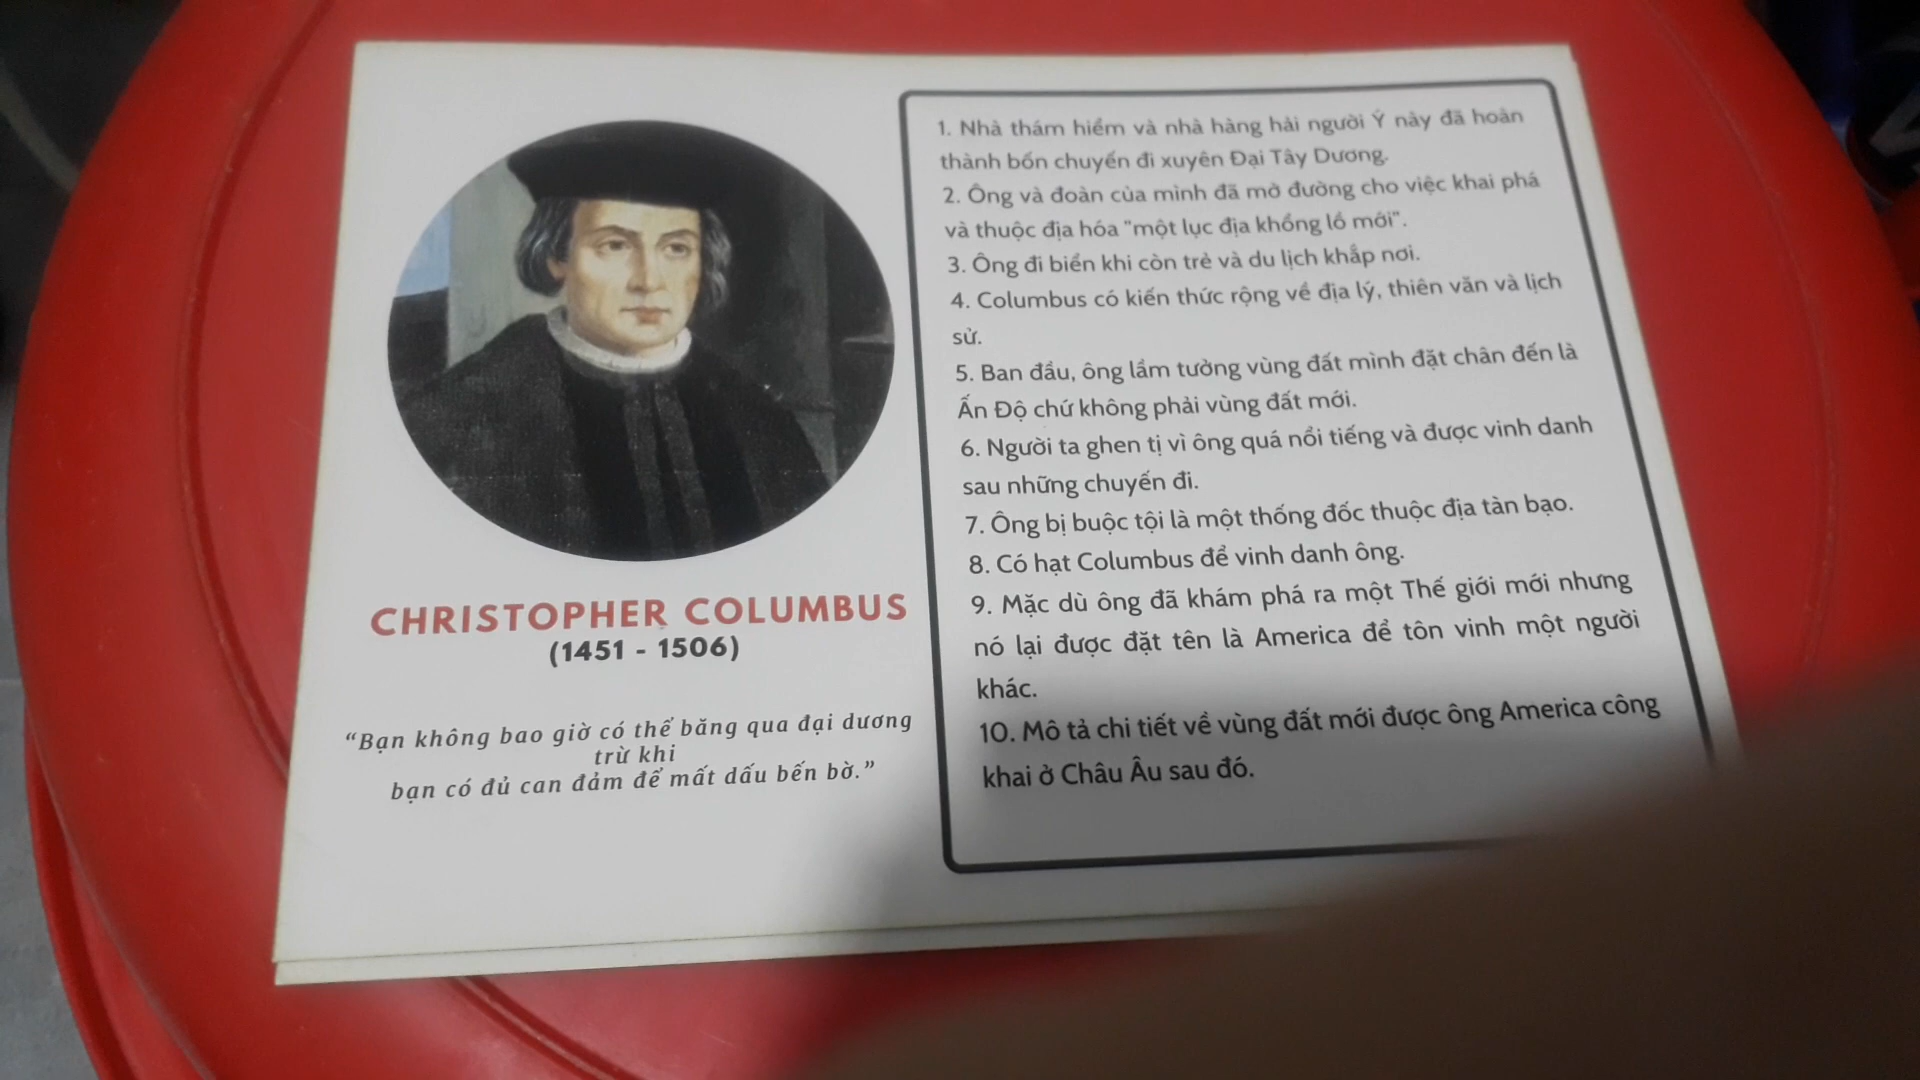 CHRISTOPHER COLUMBUS
(1451 - 1506)
“Bạn không bao giờ có thể băng qua đại dương
trừ khi
bạn có đủ can đảm để mất dấu bến bờ.”
1. Nhà thám hiểm và nhà hàng hải người Ý này đã hoàn
thành bốn chuyến đi xuyên Đại Tây Dương.
2. Ông và đoàn của mình đã mở đường cho việc khai phá
và thuộc địa hóa "một lục địa khổng lồ mới".
3. Ông đi biển khi còn trẻ và du lịch khắp nơi.
4. Columbus có kiến thức rộng về địa lý, thiên văn và lịch
sử.
5. Ban đầu, ông lầm tưởng vùng đất mình đặt chân đến là
Ấn Độ chứ không phải vùng đất mới.
6. Người ta ghen tị vì ông quá nổi tiếng và được vinh danh
sau những chuyến đi.
7. Ông bị buộc tội là một thống đốc thuộc địa tàn bạo.
8. Có hạt Columbus để vinh danh ông.
9. Mặc dù ông đã khám phá ra một Thế giới mới nhưng
nó lại được đặt tên là America để tôn vinh một người
khác.
10. Mô tả chi tiết về vùng đất mới được ông America công
khai ở Châu Âu sau đó.